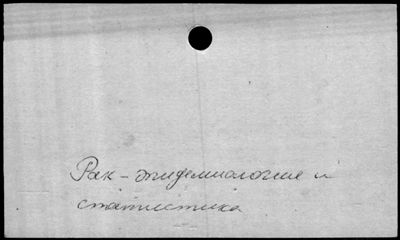 Рак – эпидемиология и
статистика